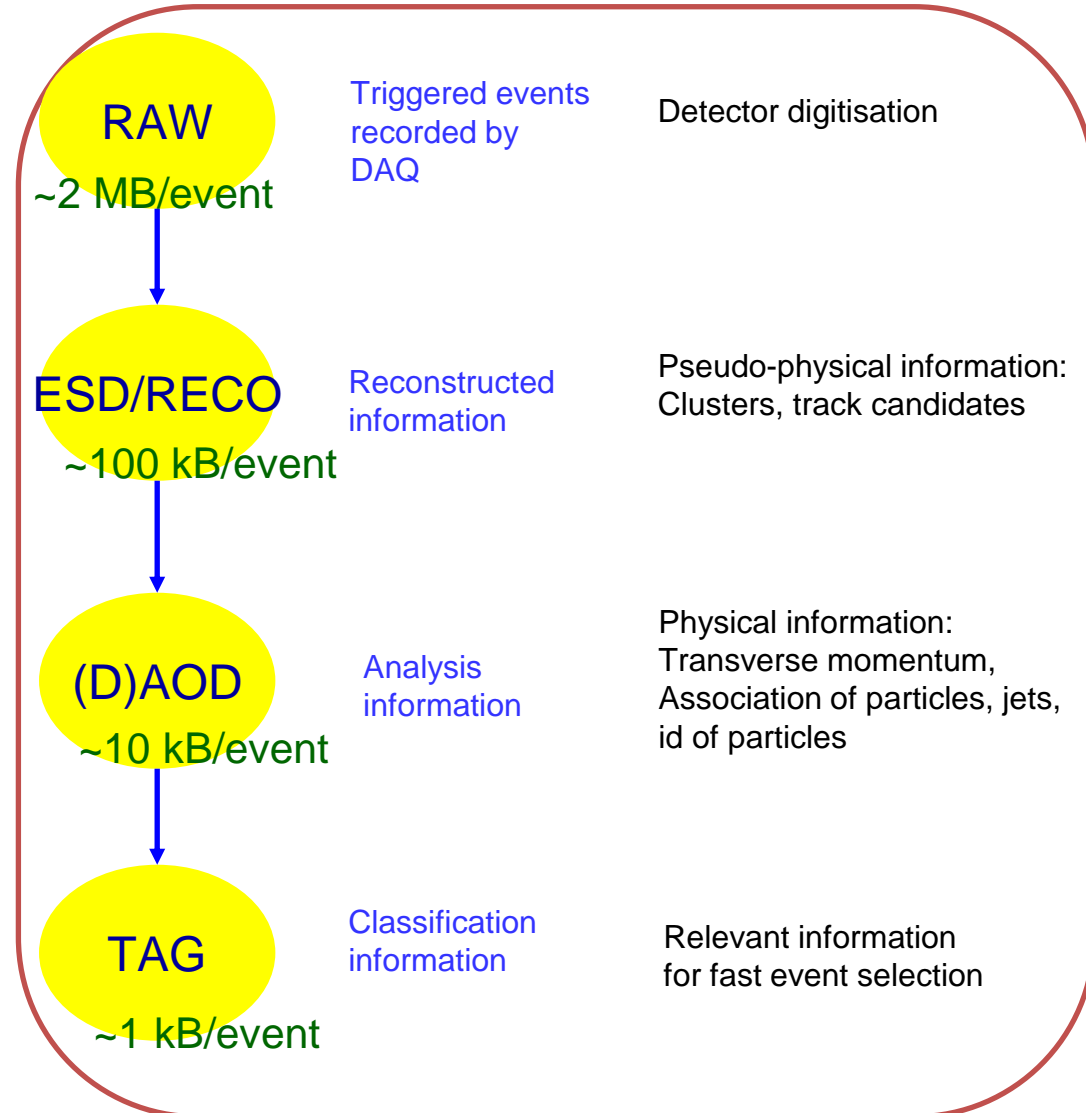 RAW
~2 MB/event
Triggered events
recorded by
DAQ
Detector digitisation
ESD/RECO
~100 kB/event
Reconstructed
information
Pseudo-physical information:
Clusters, track candidates
(D)AOD
~10 kB/event
Analysis
information
Physical information:
Transverse momentum,
Association of particles, jets,
id of particles
TAG
~1 kB/event
Classification
information
Relevant information
for fast event selection